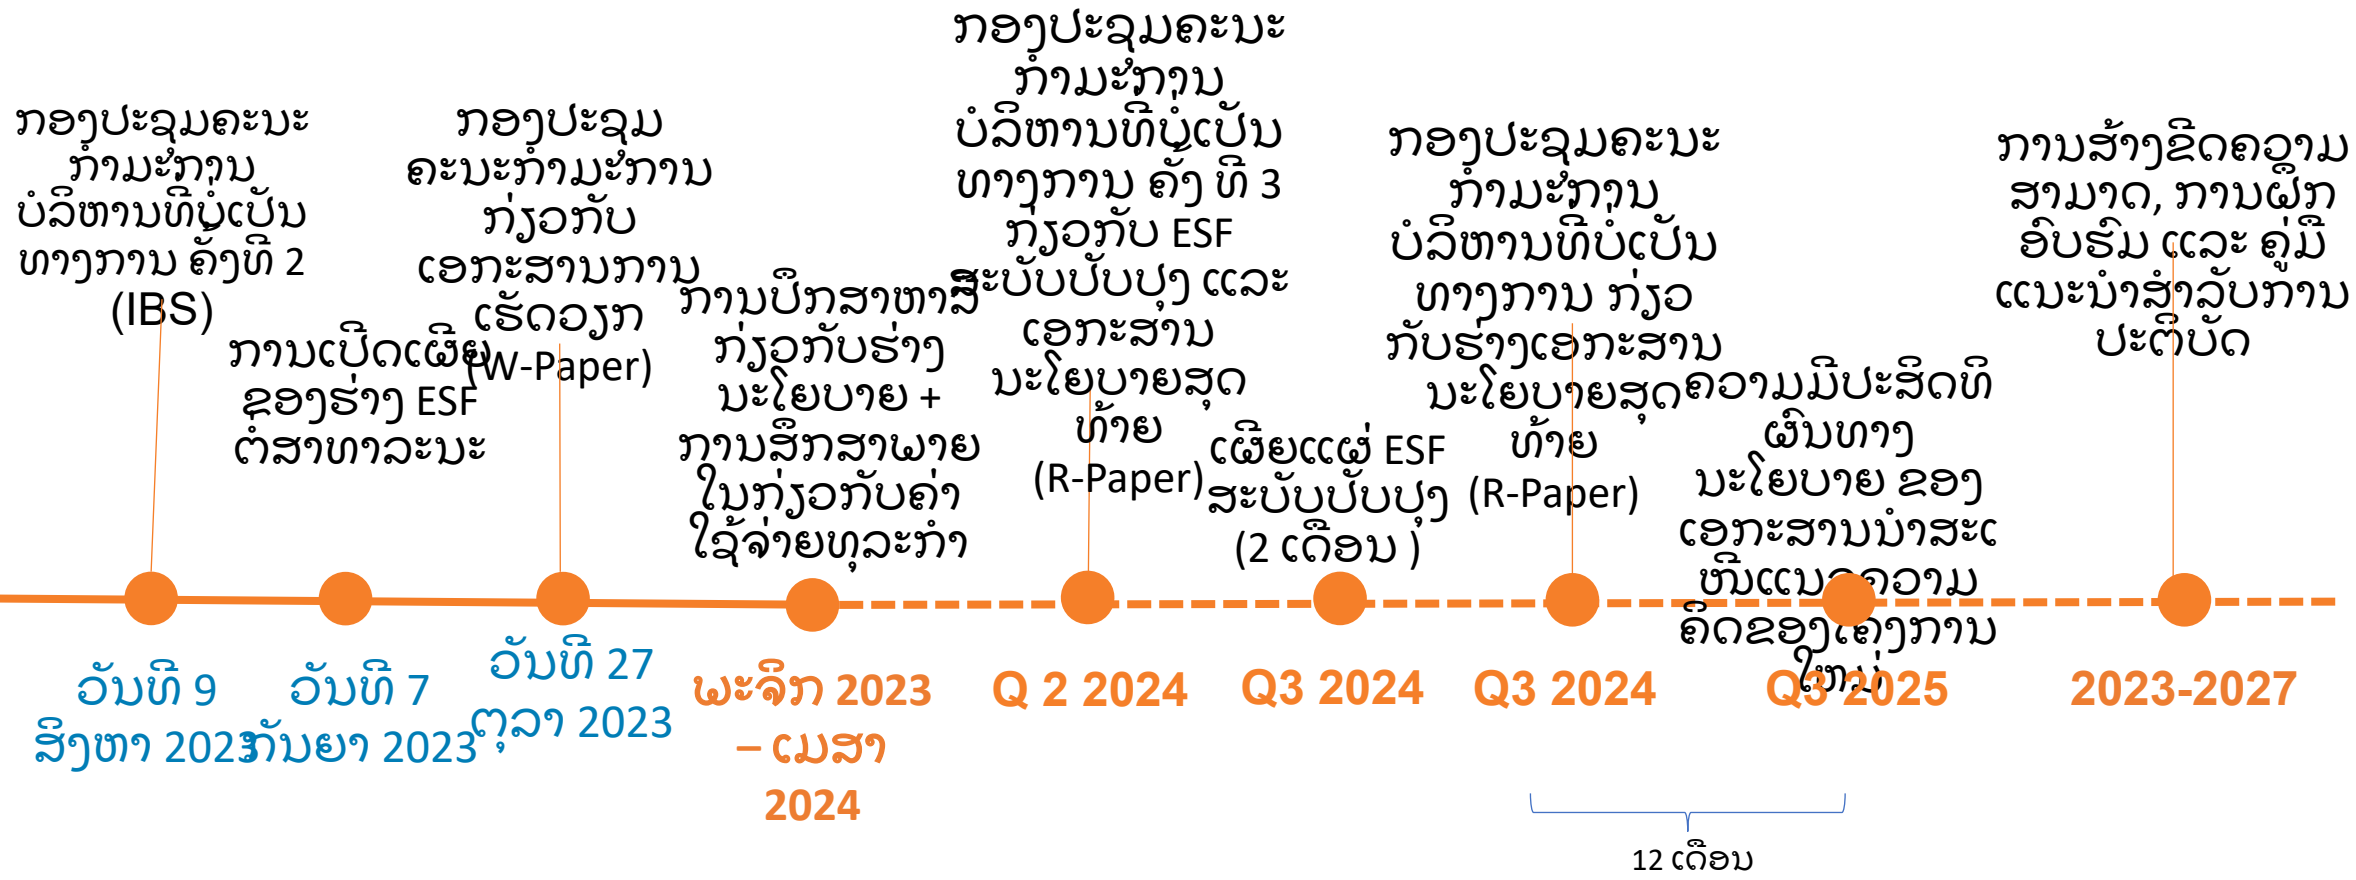 ກອງປະຊຸມຄະນະ
ກຳມະການ
ບໍລິຫານທີ່ບໍ່ເປັນ
ທາງການ ຄັ້ງທີ 2
(IBS)
ການເປີດເຜີຍ
ຂອງຮ່າງ ESF
ຕໍ່ສາທາລະນະ
ກອງປະຊຸມ
ຄະນະກຳມະການ
ກ່ຽວກັບ
ເອກະສານການ
ເຮັດວຽກ
(W-Paper)
ການປຶກສາຫາລື
ກ່ຽວກັບຮ່າງ
ນະໂຍບາຍ +
ການສຶກສາພາຍ
ໃນກ່ຽວກັບຄ່າ
ໃຊ້ຈ່າຍທຸລະກຳ
ກອງປະຊຸມຄະນະ
ກຳມະການ
ບໍລິຫານທີ່ບໍ່ເປັນ
ທາງການ ຄັ້ງ ທີ 3
ກ່ຽວກັບ ESF
ສະບັບປັບປຸງ ແລະ
ເອກະສານ
ນະໂຍບາຍສຸດ
ທ້າຍ
(R-Paper)
ເຜີຍແຜ່ ESF
ສະບັບປັບປຸງ
(2 ເດືອນ )
ກອງປະຊຸມຄະນະ
ກຳມະການ
ບໍລິຫານທີ່ບໍ່ເປັນ
ທາງການ ກ່ຽວ
ກັບຮ່າງເອກະສານ
ນະໂຍບາຍສຸດ
ທ້າຍ
(R-Paper)
ຄວາມມີປະສິດທິ
ຜົນທາງ
ນະໂຍບາຍ ຂອງ
ເອກະສານນຳສະເ
ໜີແນວຄວາມ
ຄິດຂອງໂຄງການ
ໃຫມ່
ການສ້າງຂີດຄວາມ
ສາມາດ, ການຝຶກ
ອົບຮົມ ແລະ ຄູ່ມື
ແນະນຳສຳລັບການ
ປະຕິບັດ
ວັນທີ 9
ສິງຫາ 2023
ວັນທີ 7
ກັນຍາ 2023
ວັນທີ 27
ຕຸລາ 2023
ພະຈິກ 2023
– ເມສາ
2024
Q 2 2024
Q3 2024
Q3 2024
Q3 2025
2023-2027
12 ເດືອນ